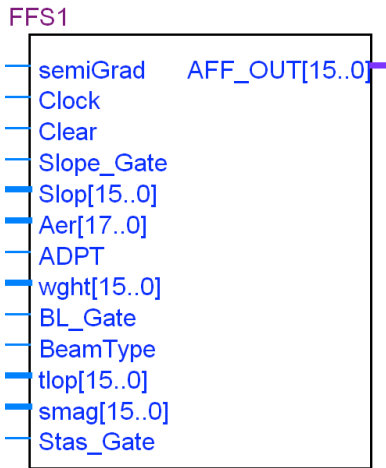 FFS1
semiGrad AFF_OUT[15..0]
Clock
Clear
Slope_Gate
Slop[15..0]
Aer[17..0]
ADPT
wght[15..0]
BL_Gate
BeamType
tlop[15..0]
smag[15..0]
Stas_Gate